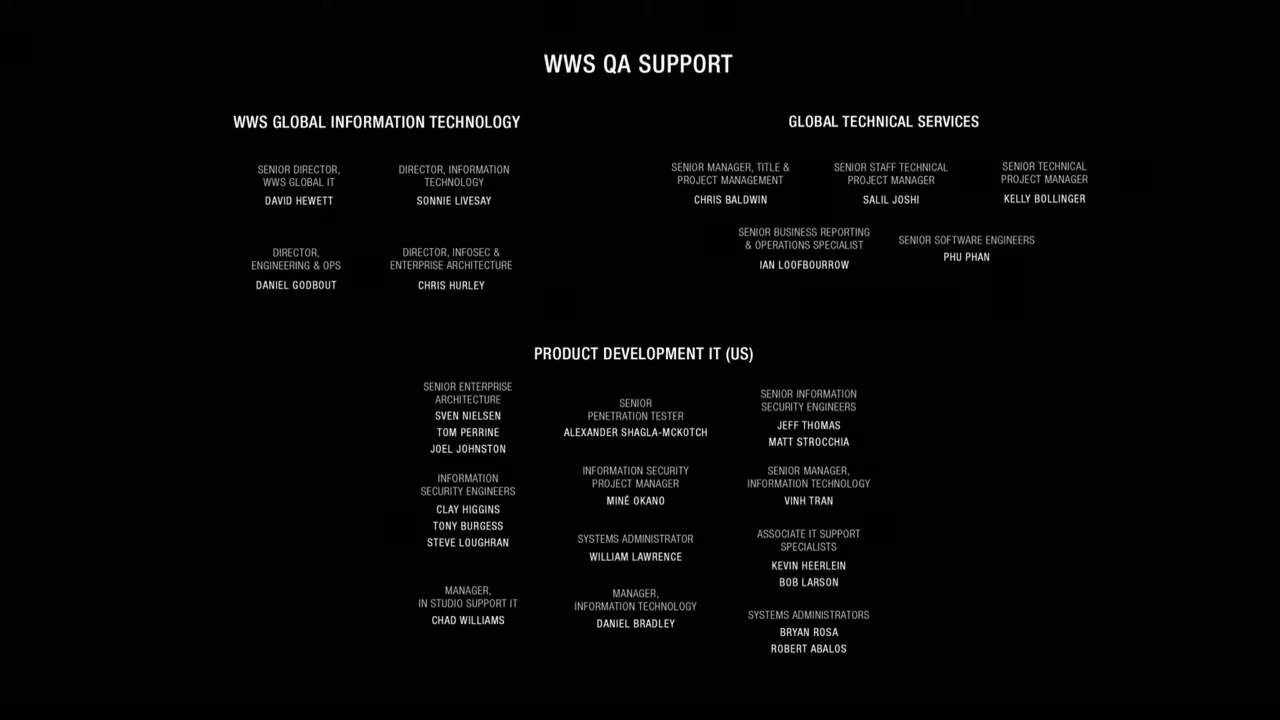 WWS QA SUPPORT
WWS GLOBAL INFORMATION TECHNOLOGY
SENIOR DIRECTOR,
WWS GLOBAL IT
DAVID HEWETT
DIRECTOR, INFORMATION
TECHNOLOGY
SONNIE LIVESAY
DIRECTOR,
ENGINEERING & OPS
DANIEL GODBOUT
DIRECTOR, INFOSEC &
ENTERPRISE ARCHITECTURE
CHRIS HURLEY
GLOBAL TECHNICAL SERVICES
SENIOR MANAGER, TITLE &
PROJECT MANAGEMENT
CHRIS BALDWIN
SENIOR STAFF TECHNICAL
PROJECT MANAGER
SALIL JOSHI
SENIOR TECHNICAL
PROJECT MANAGER
KELLY BOLLINGER
SENIOR BUSINESS REPORTING
& OPERATIONS SPECIALIST
IAN LOOFBOURROW
SENIOR SOFTWARE ENGINEERS
PHU PHAN
PRODUCT DEVELOPMENT IT (US)
SENIOR ENTERPRISE
ARCHITECTURE
SVEN NIELSEN
TOM PERRINE
JOEL JOHNSTON
SENIOR
PENETRATION TESTER
ALEXANDER SHAGLA-MCKOTCH
SENIOR INFORMATION
SECURITY ENGINEERS
JEFF THOMAS
MATT STROCCHIA
INFORMATION
SECURITY ENGINEERS
CLAY HIGGINS
TONY BURGESS
STEVE LOUGHRAN
INFORMATION SECURITY
PROJECT MANAGER
MINÉ OKANO
SENIOR MANAGER,
INFORMATION TECHNOLOGY
VINH TRAN
SYSTEMS ADMINISTRATOR
WILLIAM LAWRENCE
ASSOCIATE IT SUPPORT
SPECIALISTS
KEVIN HEERLEIN
BOB LARSON
MANAGER,
IN STUDIO SUPPORT IT
CHAD WILLIAMS
MANAGER,
INFORMATION TECHNOLOGY
DANIEL BRADLEY
SYSTEMS ADMINISTRATORS
BRYAN ROSA
ROBERT ABALOS